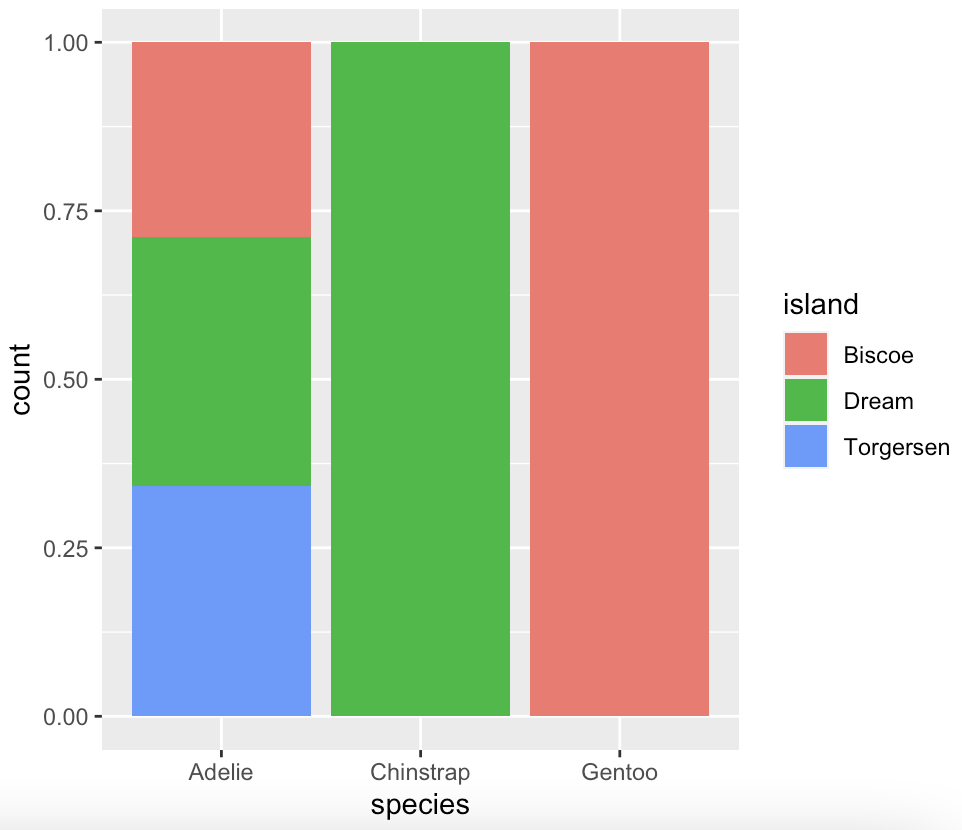 1.00
0.75
0.50
0.25
0.00
count
Adelie
Chinstrap
Gentoo
species
island
Biscoe
Dream
Torgersen